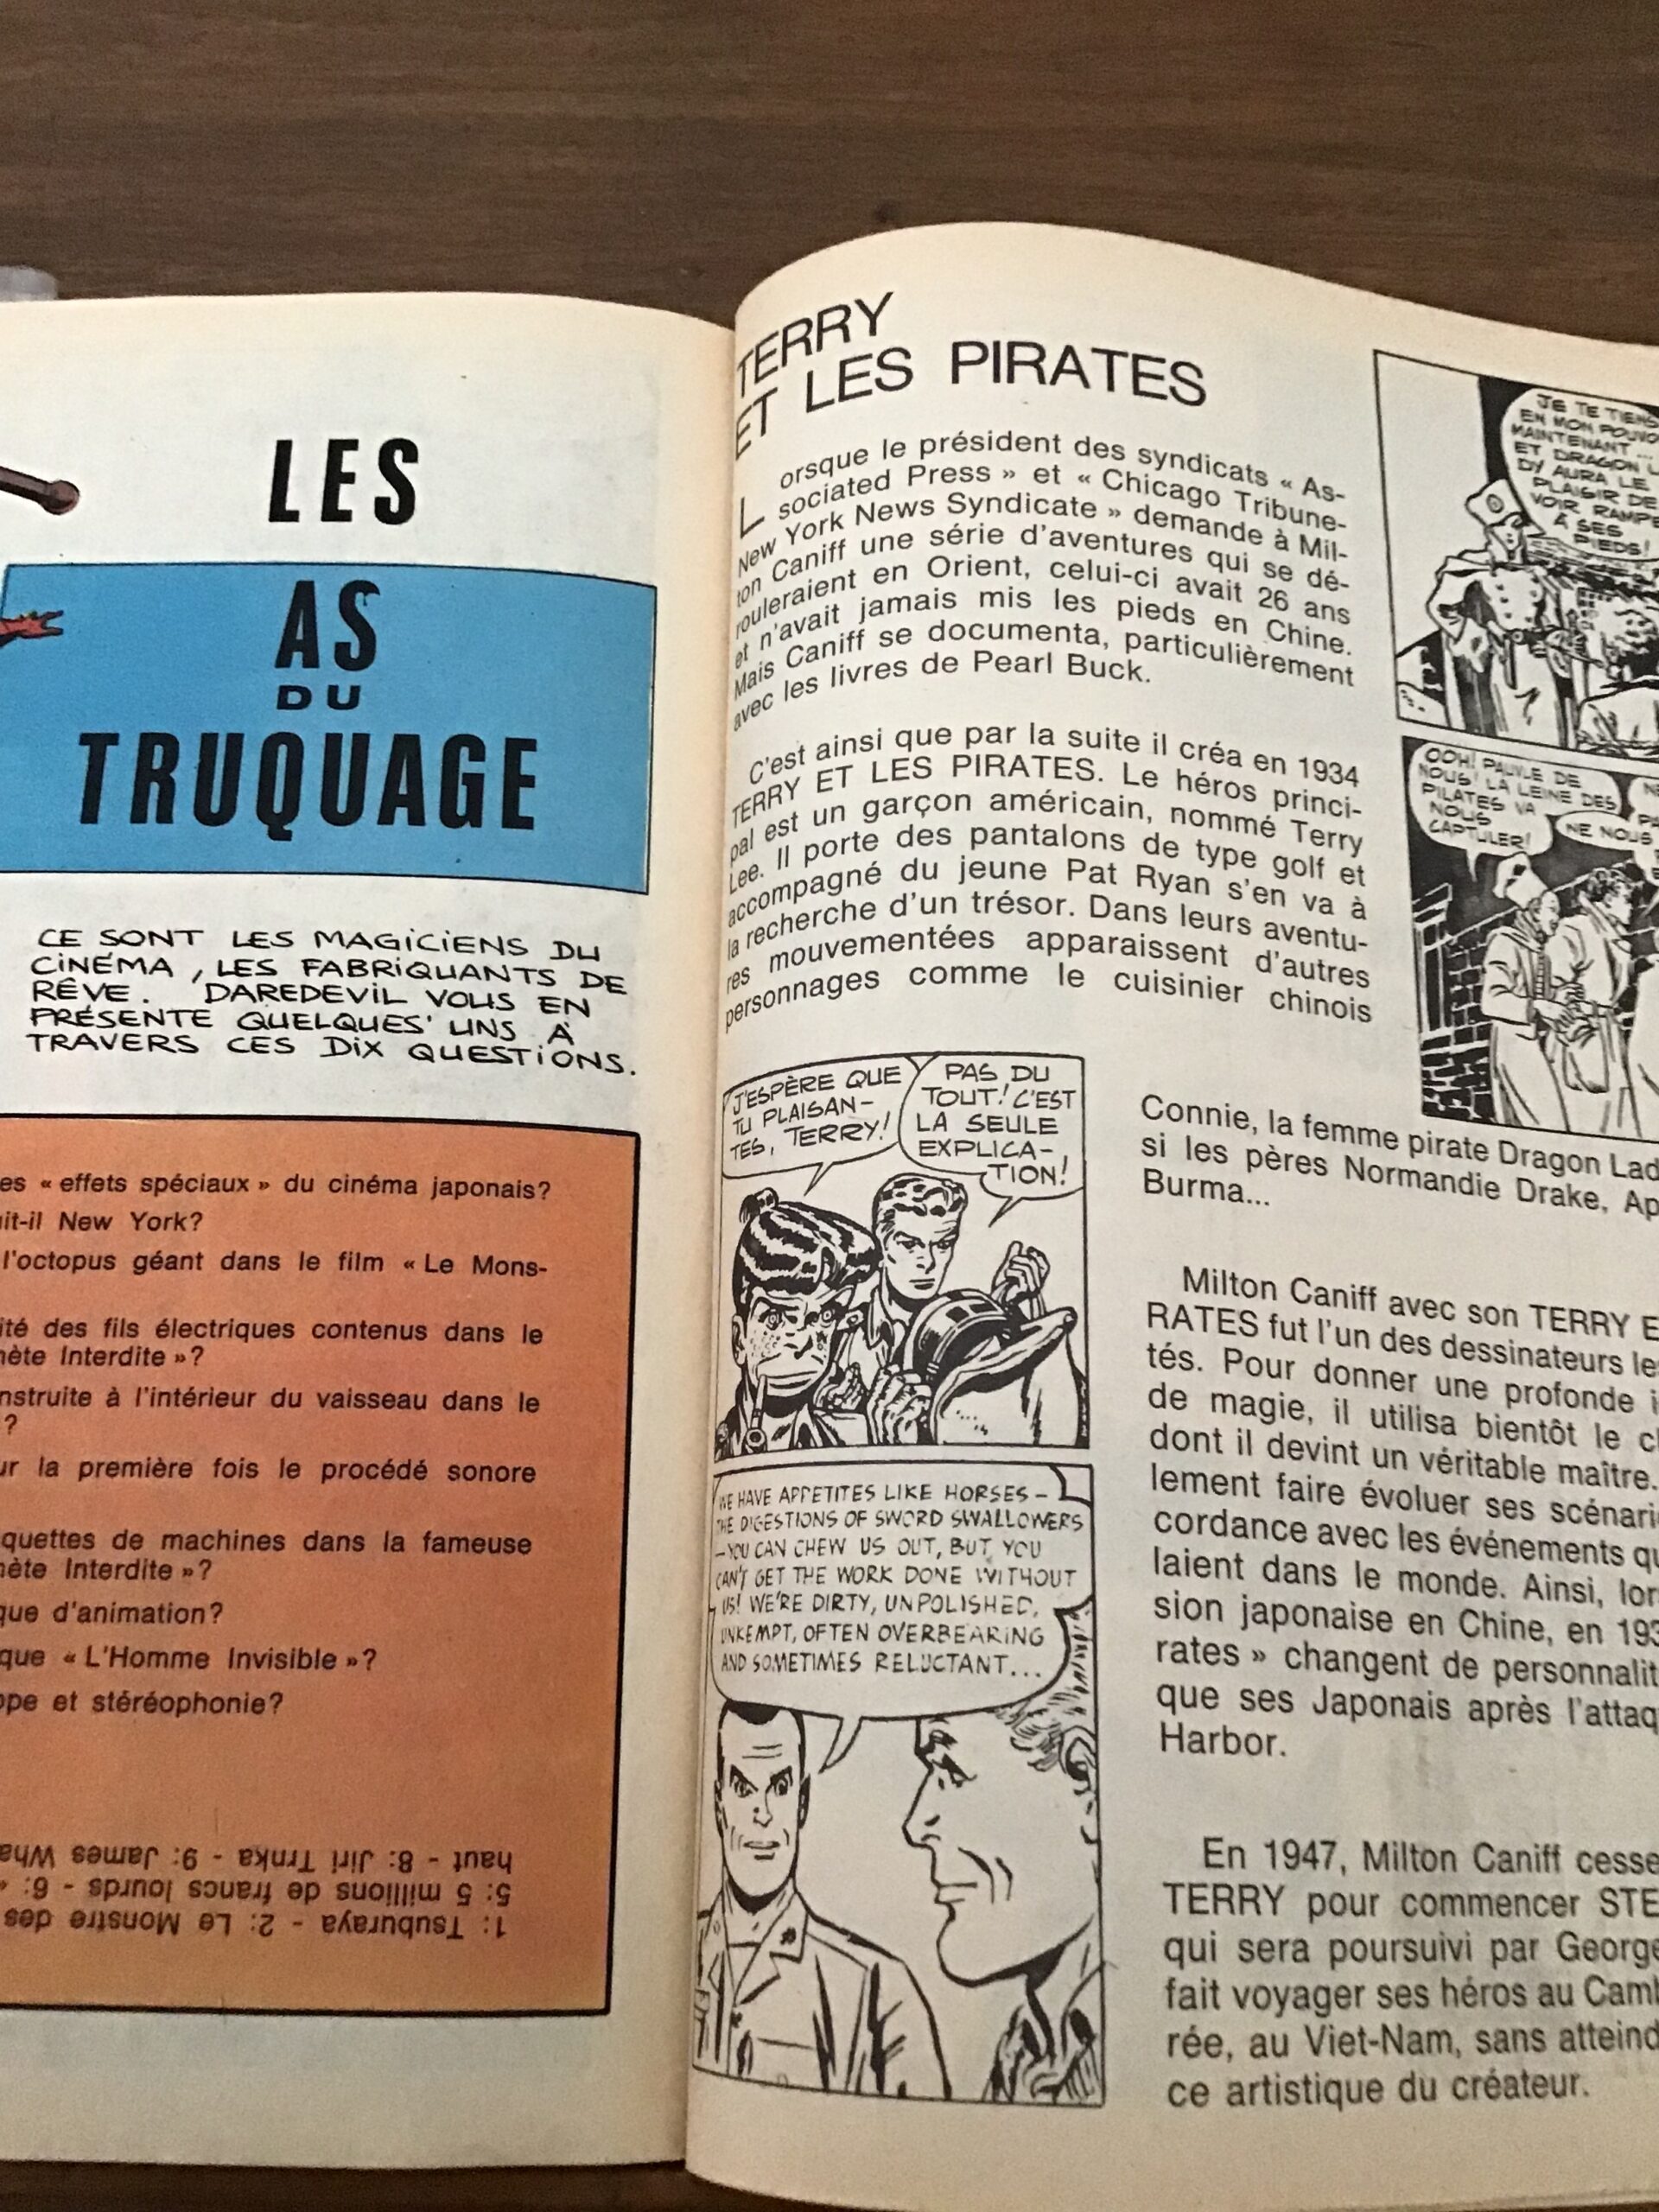 LES
AS
DU
TRUQUAGE
CE SONT LES MAGICIENS DU
CINÉMA, LES FABRIQUANTS DE
RÊVE. DAREDEVIL VOUS EN
PRÉSENTE QUELQUES' UNS À
TRAVERS CES DIX QUESTIONS.
es « effets spéciaux » du cinéma japonais?
it-il New York?
l'octopus géant dans le film « Le Mons-
ité des fils électriques contenus dans le
nète Interdite »?
nstruite à l'intérieur du vaisseau dans le
?
ur la première fois le procédé sonore
quettes de machines dans la fameuse
nète Interdite »?
que d'animation?
que « L'Homme Invisible »?
ope et stéréophonie?
1: Tsuburaya - 2: Le Monstre des
5: 5 millions de francs lourds - 6: «
haut - 8: Jiri Trnka - 9: James Wha
TERRY
ET LES PIRATES
Lorsque le président des syndicats « As-
sociated Press » et « Chicago Tribune-
New York News Syndicate » demande à Mil-
ton Caniff une série d'aventures qui se dé-
rouleraient en Orient, celui-ci avait 26 ans
et n'avait jamais mis les pieds en Chine.
Mais Caniff se documenta, particulièrement
avec les livres de Pearl Buck.
C'est ainsi que par la suite il créa en 1934
TERRY ET LES PIRATES. Le héros princi-
pal est un garçon américain, nommé Terry
Lee. Il porte des pantalons de type golf et
accompagné du jeune Pat Ryan s'en va à
la recherche d'un trésor. Dans leurs aventu-
res mouvementées apparaissent d'autres
personnages comme le cuisinier chinois
J'ESPÈRE QUE
TU PLAISAN-
TES, TERRY!
PAS DU
TOUT! C'EST
LA SEULE
EXPLICA-
TION!
WE HAVE APPETITES LIKE HORSES-
THE DIGESTIONS OF SWORD SWALLOWERS
-YOU CAN CHEW US OUT, BUT, YOU
CAN'T GET THE WORK DONE WITHOUT
US! WE'RE DIRTY, UNPOLISHED,
UNKEMPT, OFTEN OVERBEARING
AND SOMETIMES RELUCTANT...
JE TE TIENS
EN MON POUVO
MAINTENANT...
ET DRAGON L
DY AURA LE
PLAISIR DE
VOIR RAMPE
À SES
PIEDS!
OOH! PAUVLE DE
NOUS! LA LEINE DES
PILATES VA
NOUS
CAPTULER!
NE NOUS
Connie, la femme pirate Dragon Lad
si les pères Normandie Drake, Ap
Burma...
Milton Caniff avec son TERRY E
RATES fut l'un des dessinateurs le
tés. Pour donner une profonde i
de magie, il utilisa bientôt le c
dont il devint un véritable maître.
lement faire évoluer ses scénari
cordance avec les événements qu
laient dans le monde. Ainsi, lor
sion japonaise en Chine, en 193
rates » changent de personnalit
que ses Japonais après l'attaq
Harbor.
En 1947, Milton Caniff cesse
TERRY pour commencer STE
qui sera poursuivi par George
fait voyager ses héros au Caml
rée, au Viet-Nam, sans atteind
ce artistique du créateur.